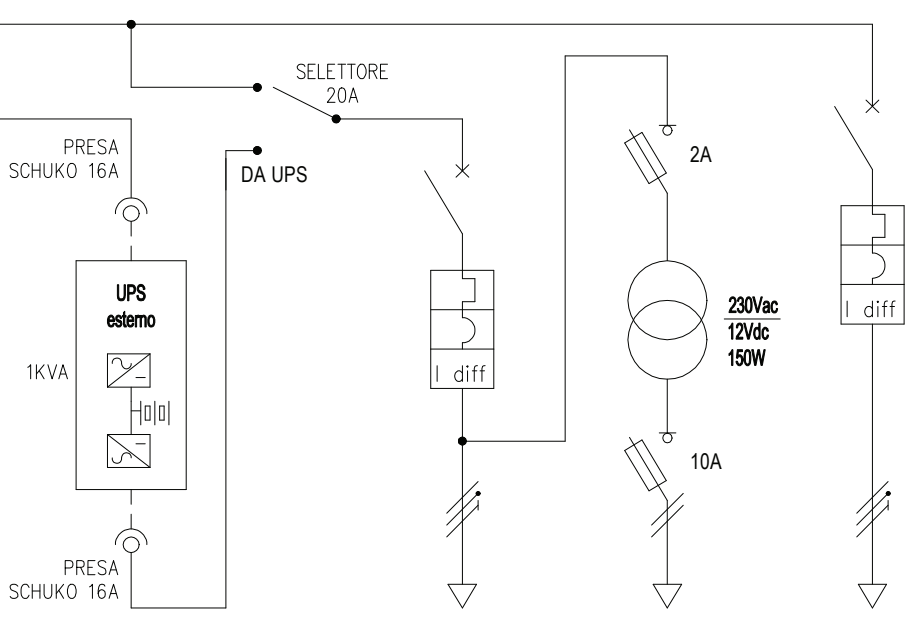 SELETTORE
20A
PRESA
SCHUKO 16A
DA UPS
2A
UPS
esterno
1KVA
230Vac
12Vdc
150W
I diff
I diff
10A
PRESA
SCHUKO 16A